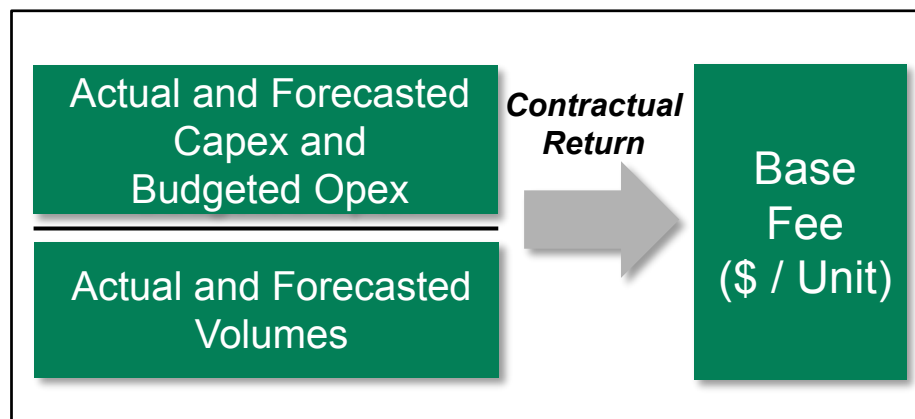 Actual and Forecasted
Capex and
Budgeted Opex
Actual and Forecasted
Volumes
Contractual
Return
Base
Fee
($ / Unit)